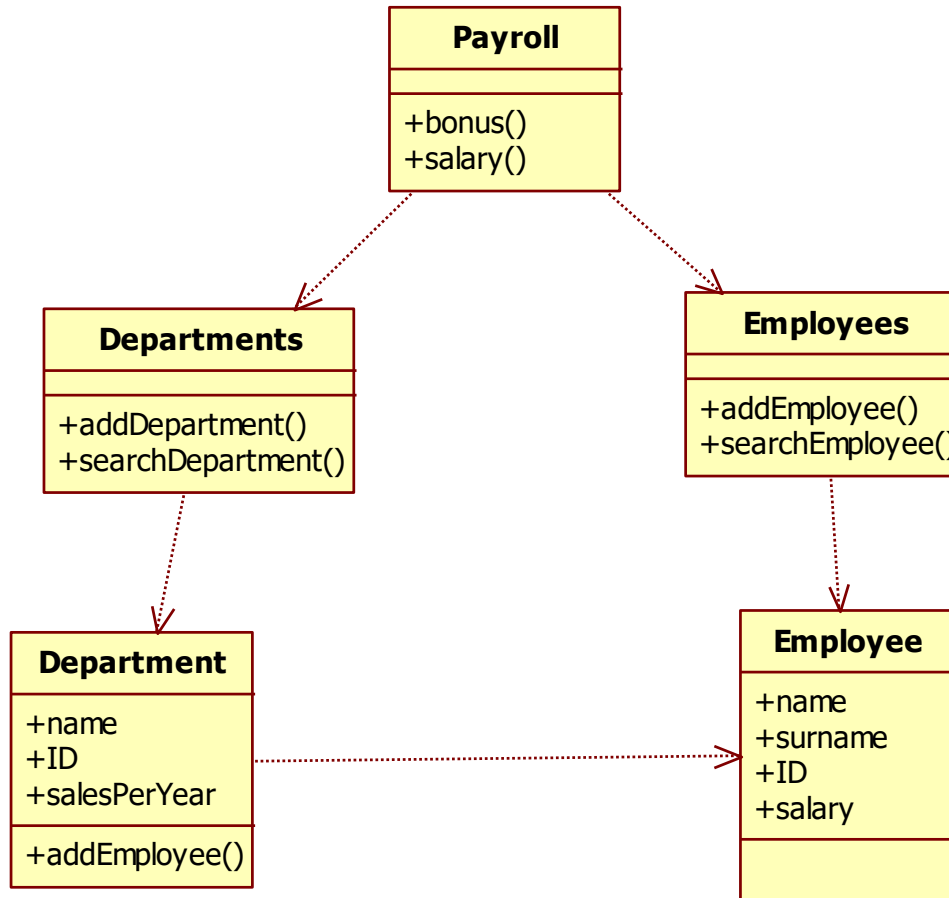 Payroll
+bonus()
+salary()
Departments
+addDepartment()
+searchDepartment()
Employees
+addEmployee()
+searchEmployee()
Department
+name
+ID
+salesPerYear
+addEmployee()
Employee
+name
+surname
+ID
+salary